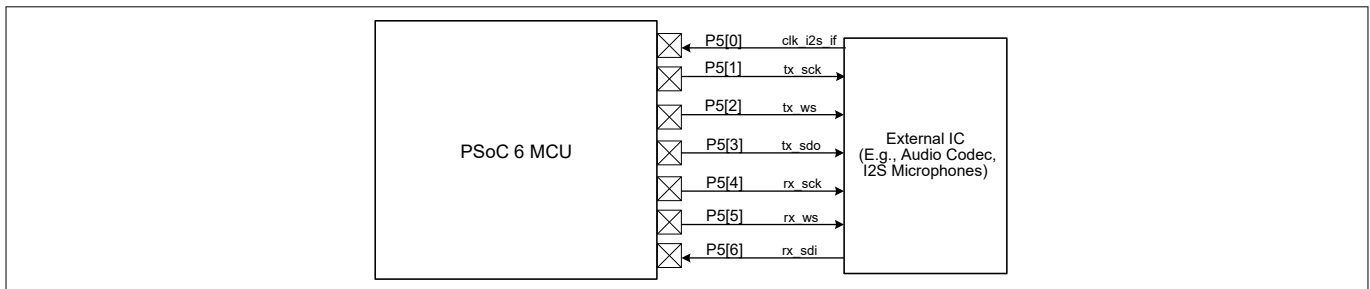 PSoC 6 MCU
P5[0] clk_i2s_if
P5[1] tx_sck
P5[2] tx_ws
P5[3] tx_sdo
P5[4] rx_sck
P5[5] rx_ws
P5[6] rx_sdi
External IC
(E.g., Audio Codec,
I2S Microphones)